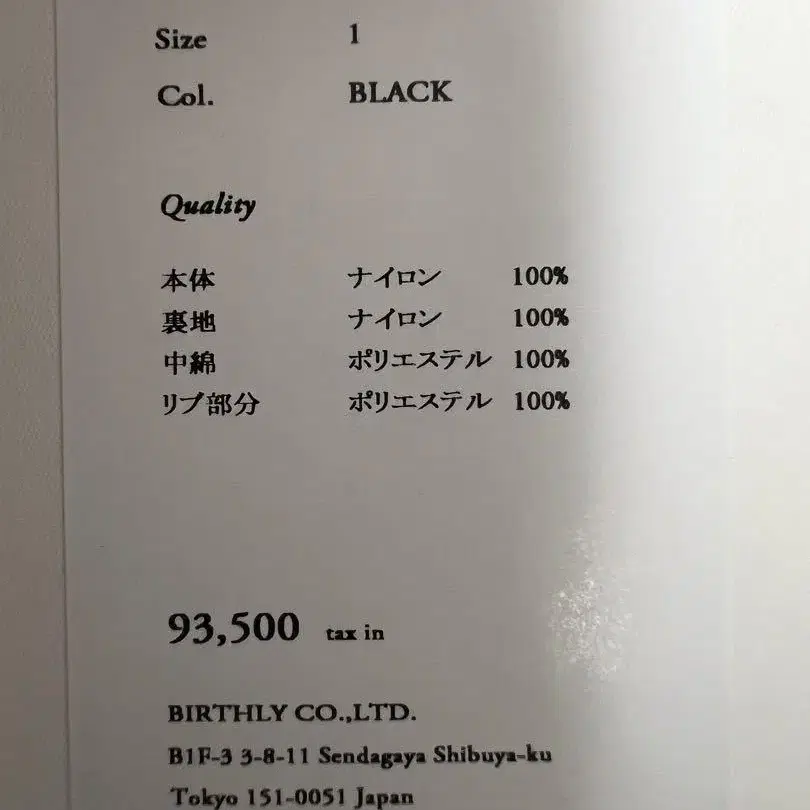 Size 1
Col. BLACK
Quality
本体 ナイロン 100%
裏地 ナイロン 100%
中綿 ポリエステル 100%
リブ部分 ポリエステル 100%
93,500 tax in
BIRTHLY CO.,LTD.
B1F-3 3-8-11 Sendagaya Shibuya-ku
Tokyo 151-0051 Japan